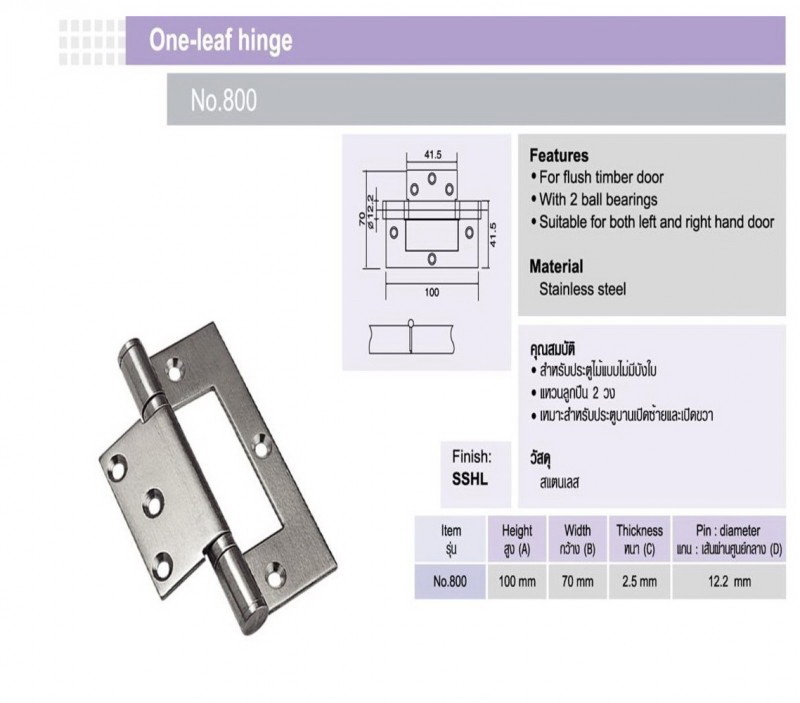 One-leaf hinge
No.800
41.5
70
ø12.2
41.5
100
Features
• For flush timber door
• With 2 ball bearings
• Suitable for both left and right hand door
Material
Stainless steel
คุณสมบัติ
• สำหรับประตูไม้แบบไม่มีบังใบ
• แหวนลูกปืน 2 วง
• เหมาะสำหรับประตูบานเปิดซ้ายและเปิดขวา
วัสดุ
สแตนเลส
Finish:
SSHL
Item Height Width Thickness Pin : diameter
รุ่น สูง (A) กว้าง (B) หนา (C) แกน : เส้นผ่านศูนย์กลาง (D)
No.800 100 mm 70 mm 2.5 mm 12.2 mm